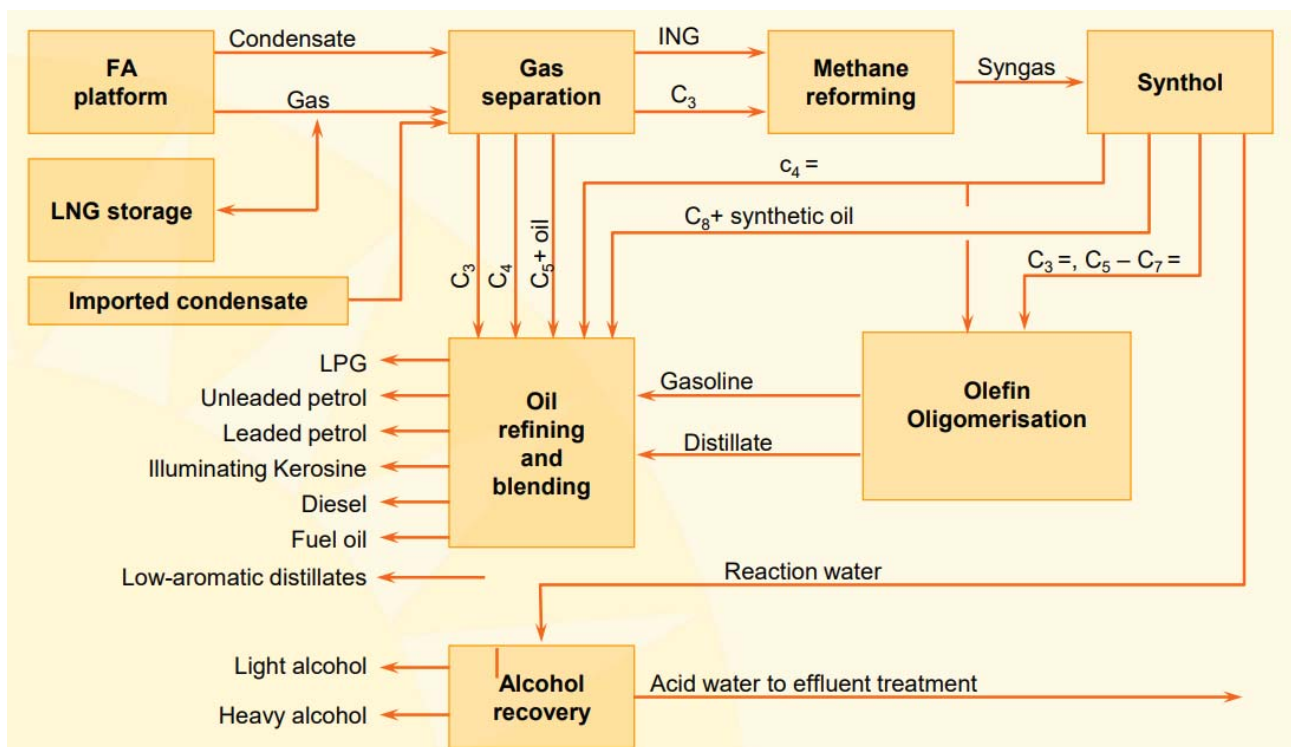 Condensate
FA
platform
Gas
Gas
separation
ING
C₃
Methane
reforming
Syngas
Synthol
LNG storage
Imported condensate
c₄ =
C₈+ synthetic oil
C₃ =, C₅ – C₇ =
C₃
C₄
C₅+ oil
LPG
Unleaded petrol
Leaded petrol
Illuminating Kerosine
Diesel
Fuel oil
Low-aromatic distillates
Oil
refining
and
blending
Gasoline
Distillate
Olefin
Oligomerisation
Reaction water
Light alcohol
Heavy alcohol
Alcohol
recovery
Acid water to effluent treatment